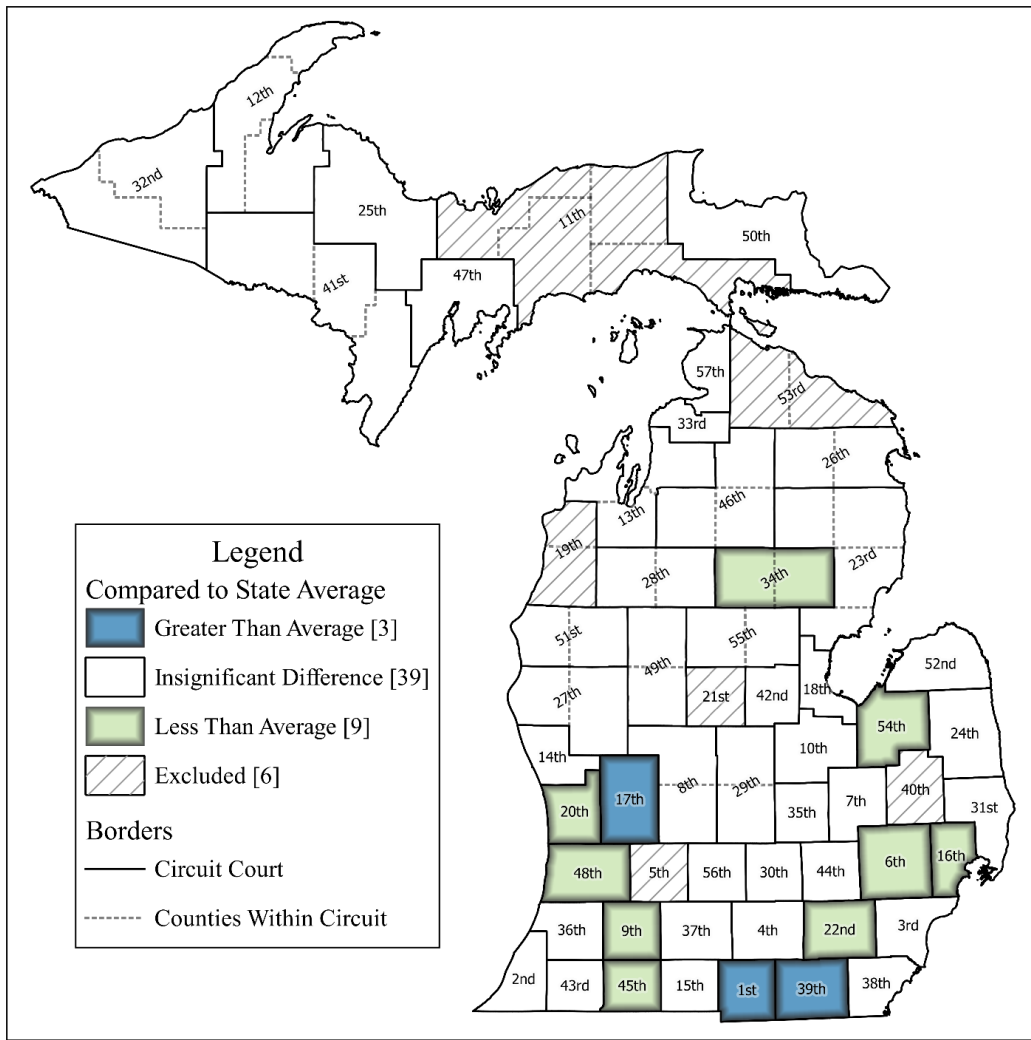 12th
32nd
25th
11th
50th
41st
47th
57th
53rd
33rd
26th
46th
13th
19th
23rd
28th
34th
51st
55th
49th
52nd
27th
21st
42nd
18th
54th
24th
14th
10th
40th
17th
8th
29th
7th
31st
20th
35th
48th
5th
56th
30th
44th
6th
16th
36th
9th
37th
4th
22nd
3rd
2nd
43rd
45th
15th
1st
39th
38th
Legend
Compared to State Average
Greater Than Average [3]
Insignificant Difference [39]
Less Than Average [9]
Excluded [6]
Borders
Circuit Court
Counties Within Circuit